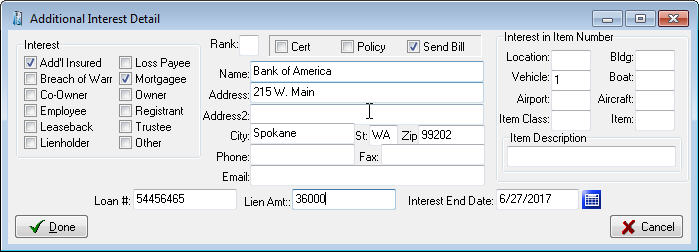 Additional Interest Detail
Interest
Add'l Insured Loss Payee
Breach of Warr Mortgagee
Co-Owner Owner
Employee Registrant
Leaseback Trustee
Lienholder Other
Rank: Cert Policy Send Bill
Name: Bank of America
Address: 215 W. Main
Address2:
City: Spokane St: WA Zip 99202
Phone: Fax:
Email:
Interest in Item Number
Location: Bldg:
Vehicle: 1 Boat:
Airport: Aircraft:
Item Class: Item:
Item Description
Loan #: 54456465 Lien Amt:: 36000 Interest End Date: 6/27/2017
Done Cancel